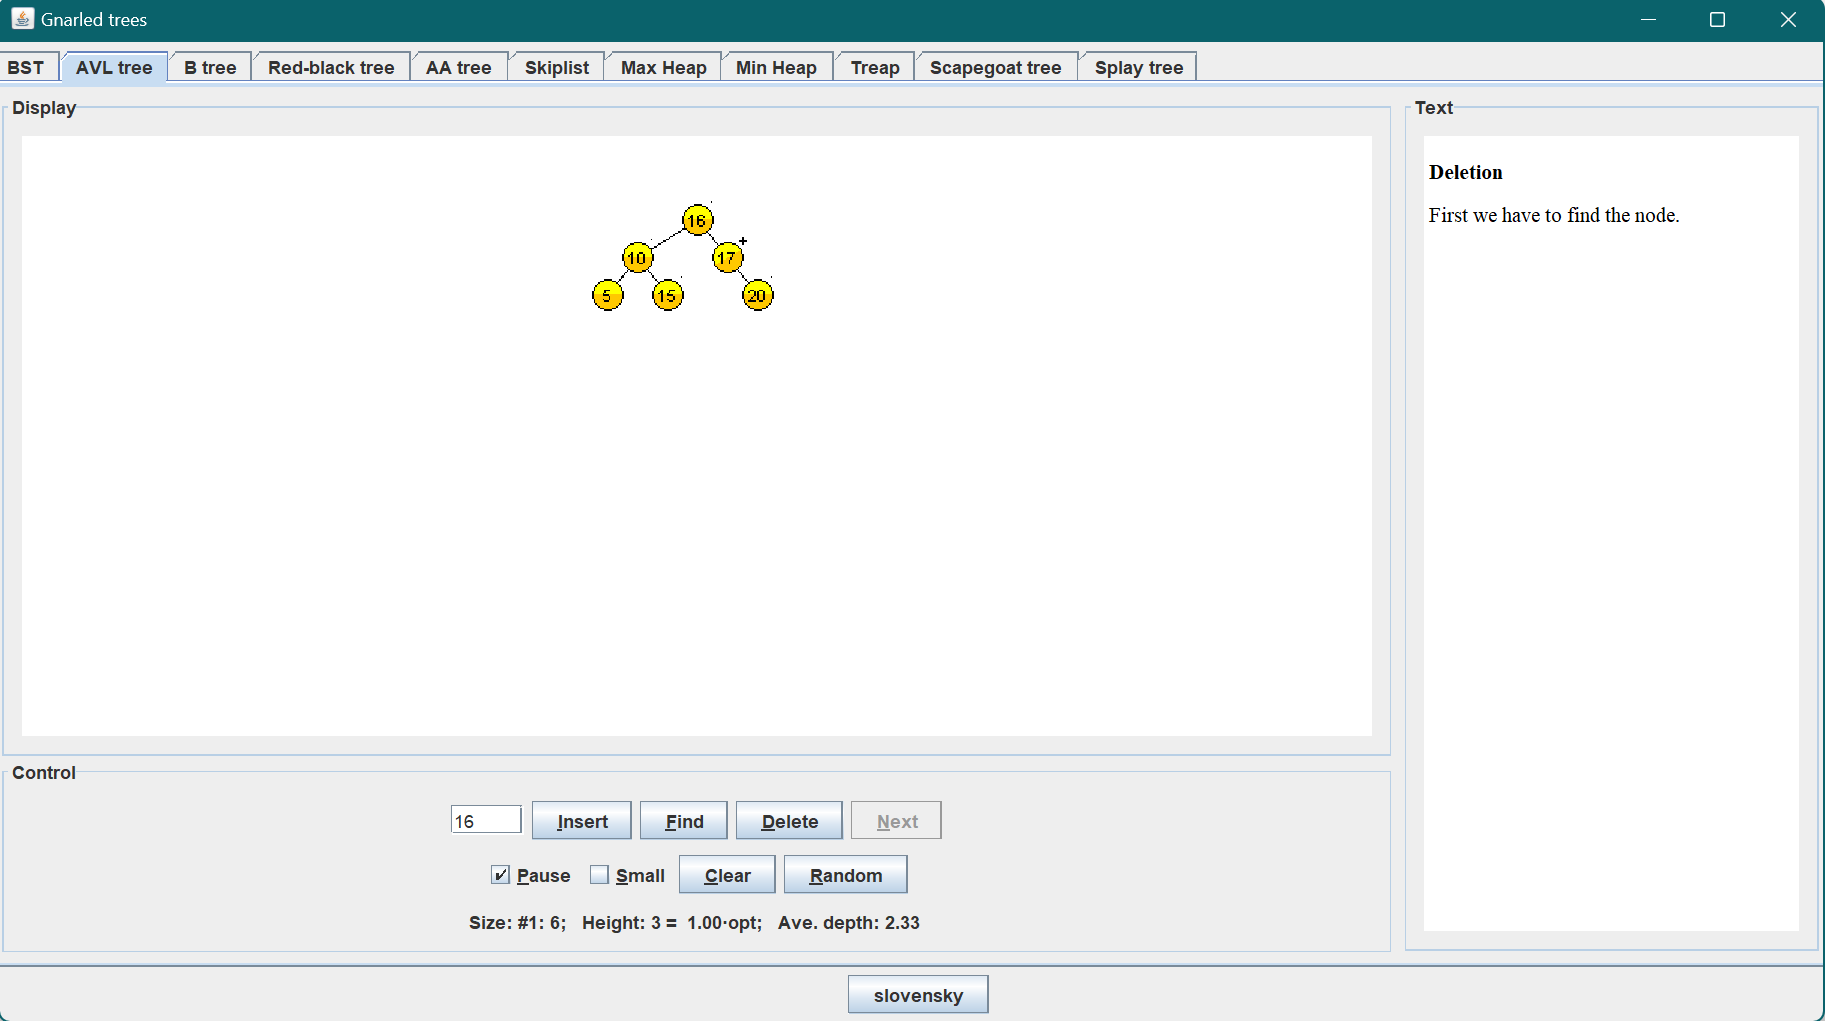 Gnarled trees
BST AVL tree B tree Red-black tree AA tree Skiplist Max Heap Min Heap Treap Scapegoat tree Splay tree
Display
16
10 17 +
5 15 20
Text
Deletion
First we have to find the node.
Control
16 Insert Find Delete Next
Pause Small Clear Random
Size: #1: 6; Height: 3 = 1.00·opt; Ave. depth: 2.33
slovensky